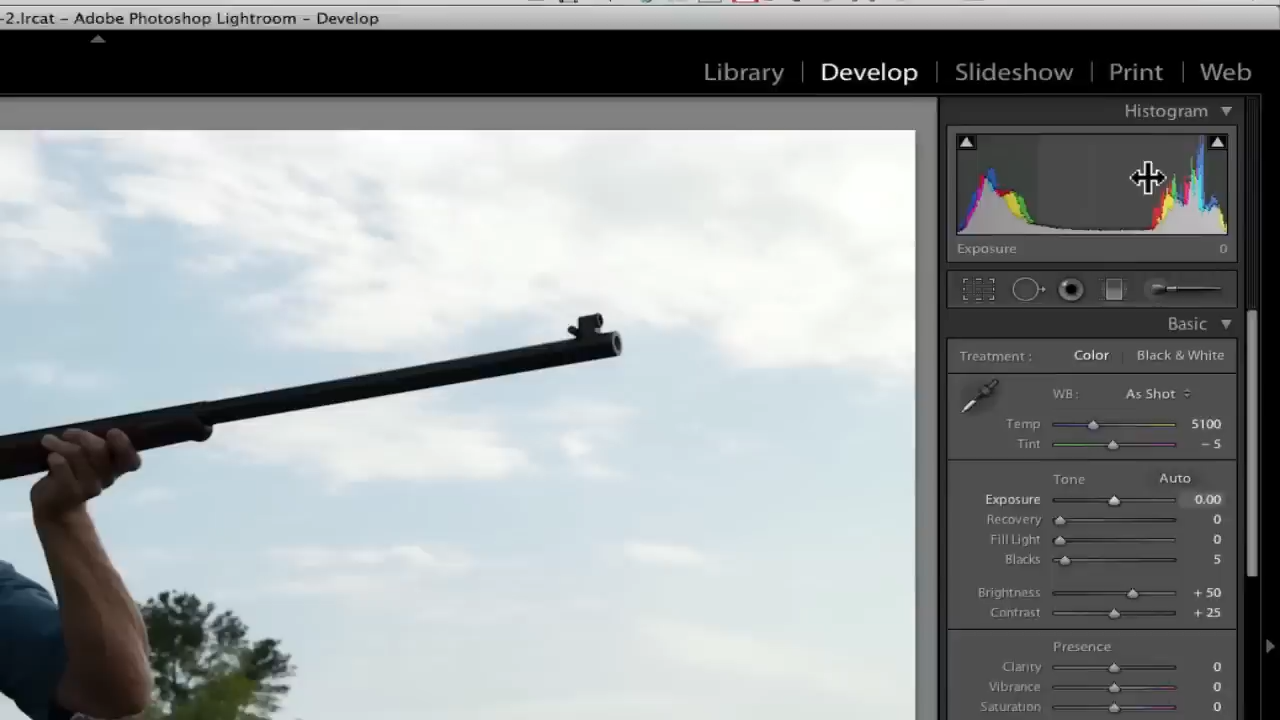 -2.lrcat - Adobe Photoshop Lightroom - Develop
Library | Develop | Slideshow | Print | Web
Histogram
Exposure 0
Basic
Treatment : Color | Black & White
WB : As Shot
Temp 5100
Tint - 5
Tone Auto
Exposure 0.00
Recovery 0
Fill Light 0
Blacks 5
Brightness + 50
Contrast + 25
Presence
Clarity 0
Vibrance 0
Saturation 0